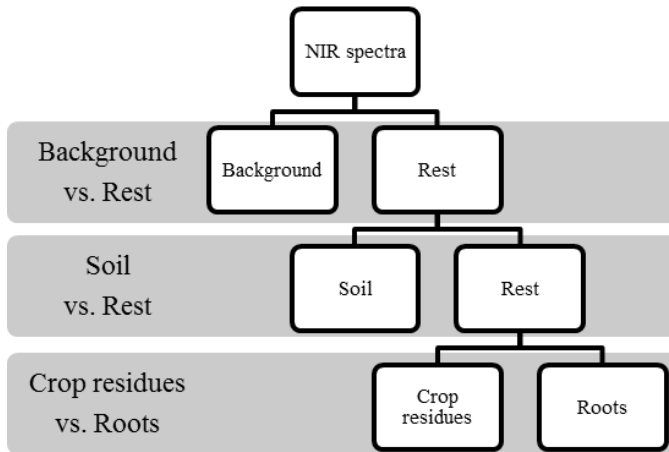 NIR spectra
Background
vs. Rest
Background
Rest
Soil
vs. Rest
Soil
Rest
Crop residues
vs. Roots
Crop
residues
Roots